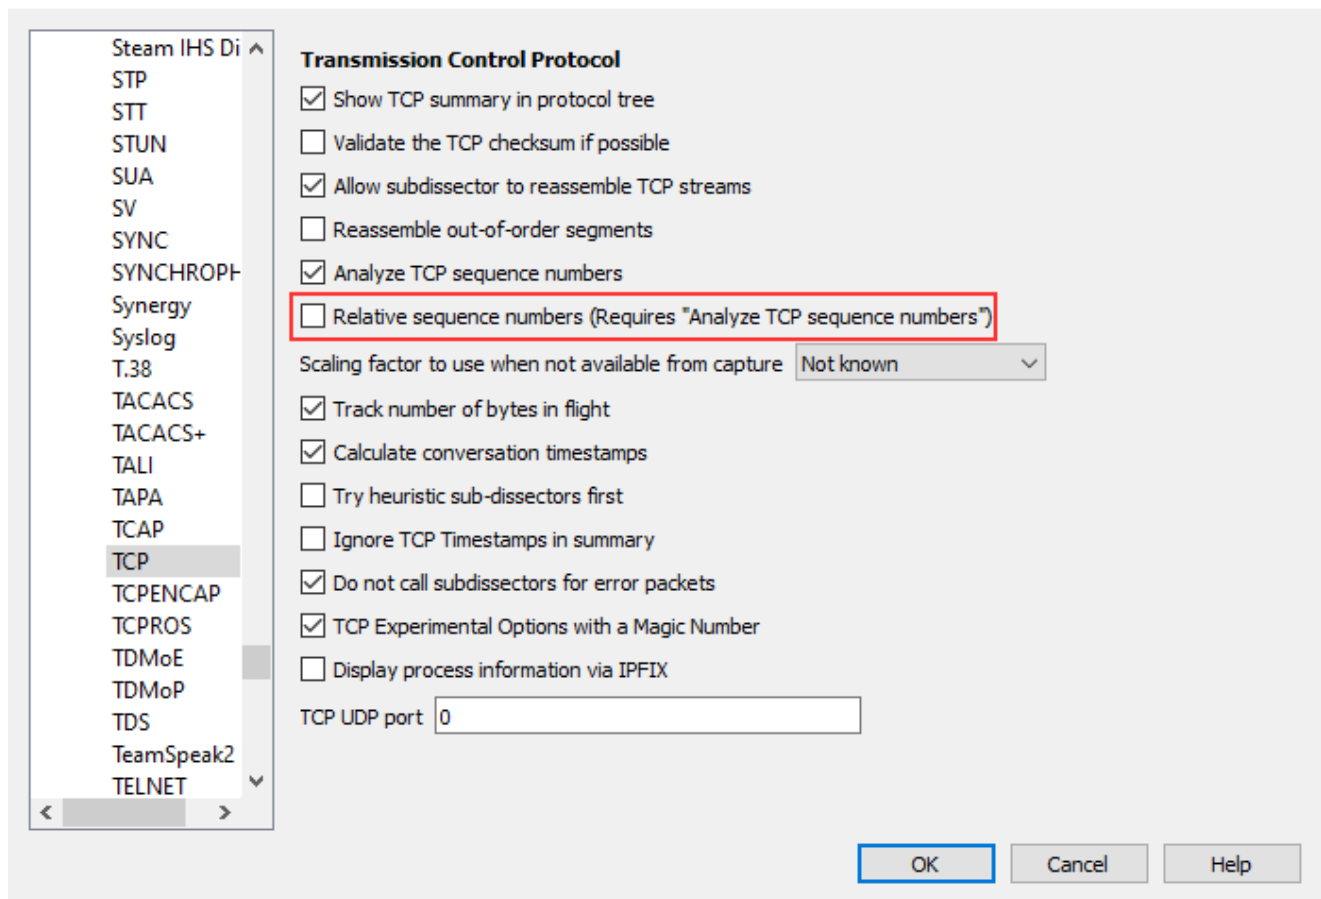 Steam IHS Di
STP
STT
STUN
SUA
SV
SYNC
SYNCHROPH
Synergy
Syslog
T.38
TACACS
TACACS+
TALI
TAPA
TCAP
TCP
TCPENCAP
TCPROS
TDMoE
TDMoP
TDS
TeamSpeak2
TELNET
Transmission Control Protocol
Show TCP summary in protocol tree
Validate the TCP checksum if possible
Allow subdissector to reassemble TCP streams
Reassemble out-of-order segments
Analyze TCP sequence numbers
Relative sequence numbers (Requires "Analyze TCP sequence numbers")
Scaling factor to use when not available from capture Not known
Track number of bytes in flight
Calculate conversation timestamps
Try heuristic sub-dissectors first
Ignore TCP Timestamps in summary
Do not call subdissectors for error packets
TCP Experimental Options with a Magic Number
Display process information via IPFIX
TCP UDP port 0
OK Cancel Help